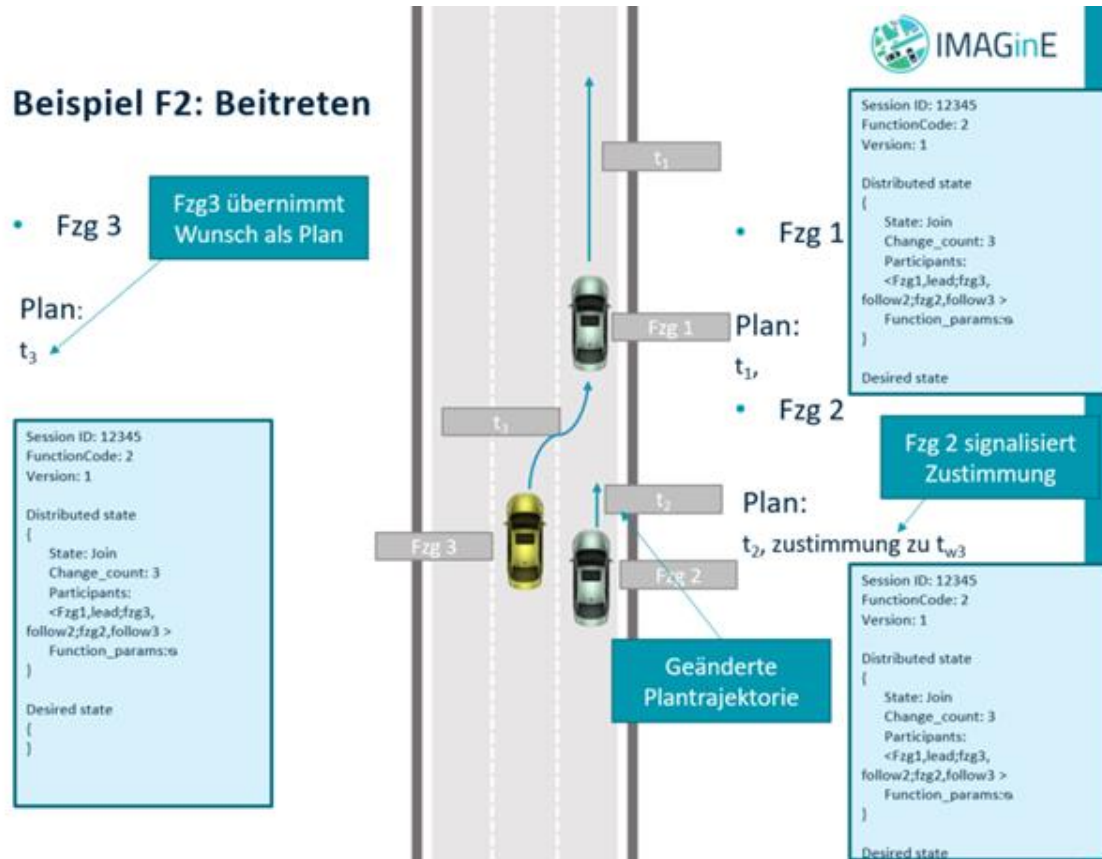 IMAGinE
Beispiel F2: Beitreten
• Fzg 3
Fzg3 übernimmt
Wunsch als Plan
Plan:
t₃
Session ID: 12345
FunctionCode: 2
Version: 1
Distributed state
{
State: Join
Change_count: 3
Participants:
<Fzg1,lead;fzg3,
follow2;fzg2,follow3 >
Function_params:
}
Desired state
{
}
t₁
Fzg 1
t₃
t₂
Fzg 3
Fzg 2
Geänderte
Plantrajektorie
• Fzg 1
Plan:
t₁,
• Fzg 2
Fzg 2 signalisiert
Zustimmung
Plan:
t₂, zustimmung zu tw₃
Session ID: 12345
FunctionCode: 2
Version: 1
Distributed state
{
State: Join
Change_count: 3
Participants:
<Fzg1,lead;fzg3,
follow2;fzg2,follow3 >
Function_params:
}
Desired state
Session ID: 12345
FunctionCode: 2
Version: 1
Distributed state
{
State: Join
Change_count: 3
Participants:
<Fzg1,lead;fzg3,
follow2;fzg2,follow3 >
Function_params:
}
Desired state